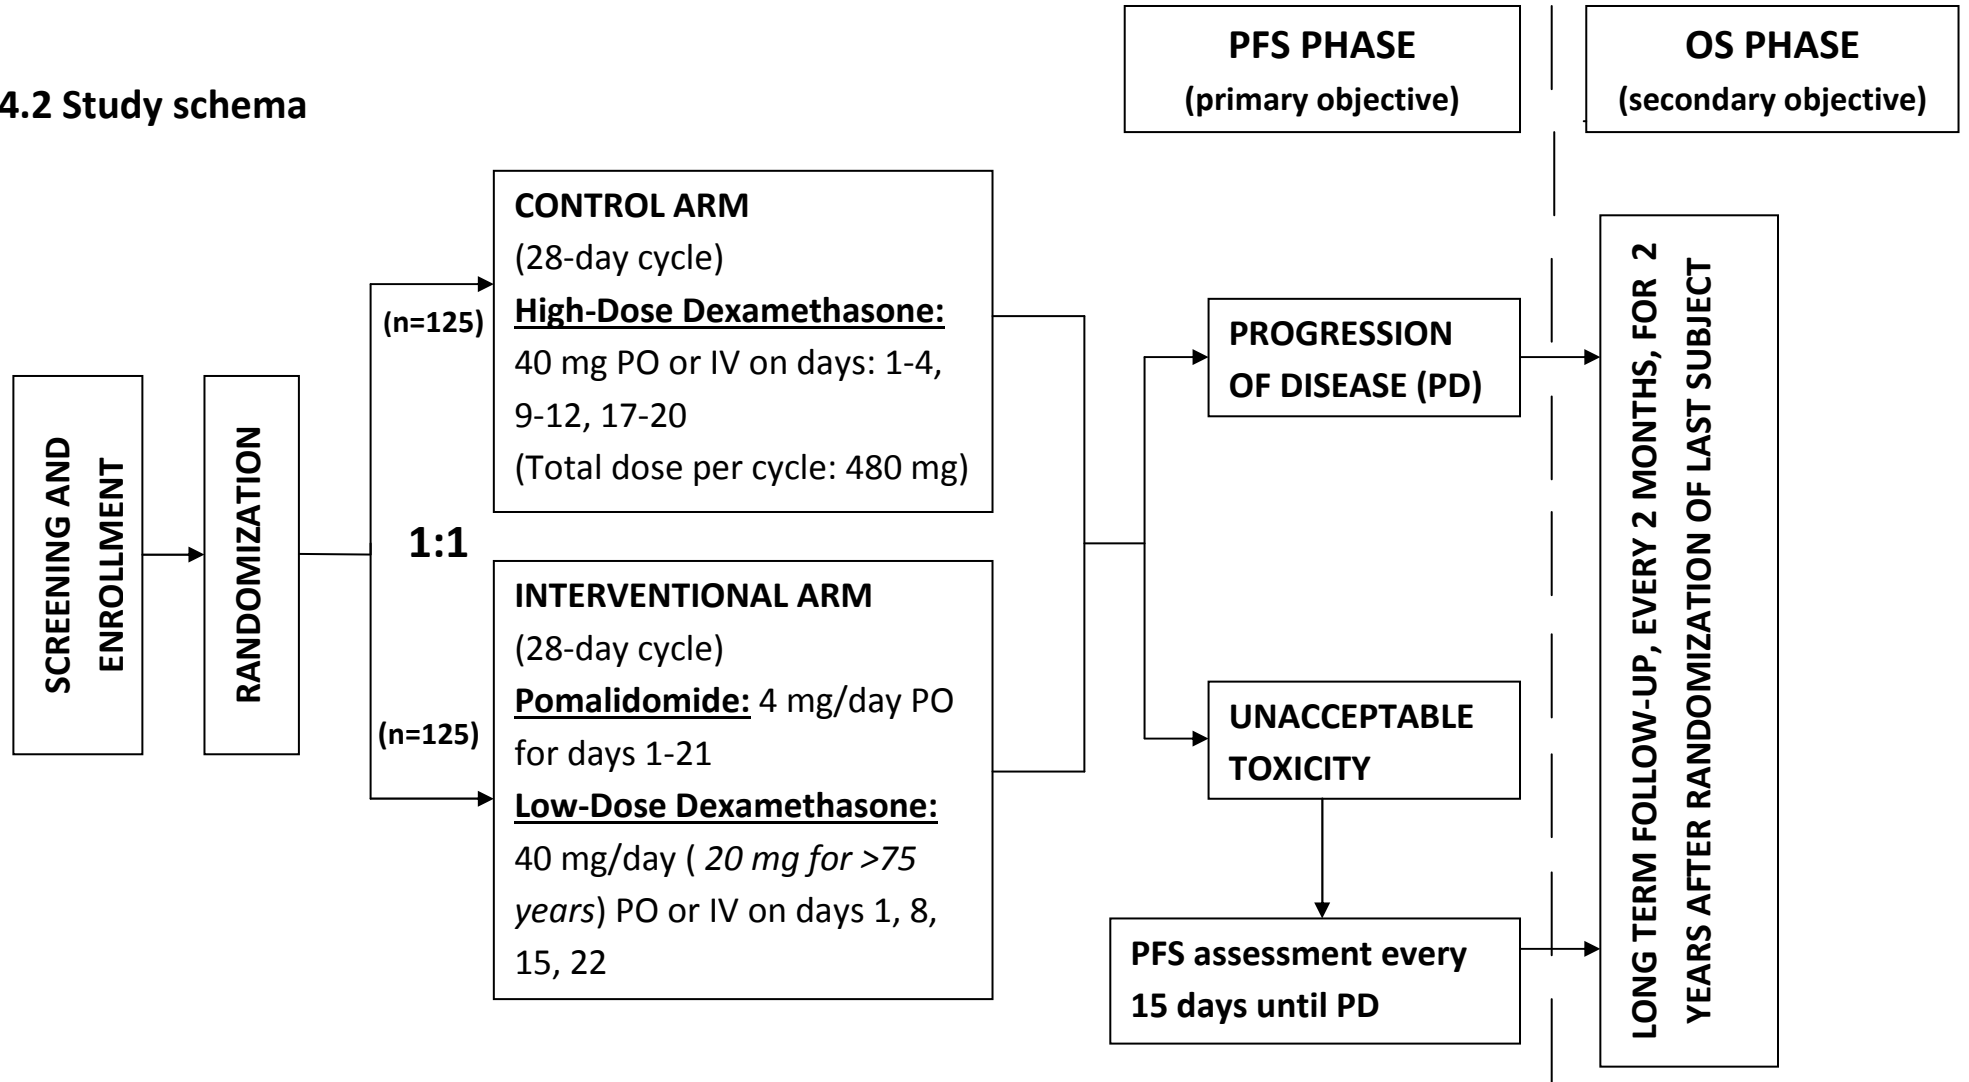 4.2 Study schema
PFS PHASE
(primary objective)
OS PHASE
(secondary objective)
SCREENING AND
ENROLLMENT
RANDOMIZATION
(n=125)
1:1
(n=125)
CONTROL ARM
(28-day cycle)
High-Dose Dexamethasone:
40 mg PO or IV on days: 1-4,
9-12, 17-20
(Total dose per cycle: 480 mg)
INTERVENTIONAL ARM
(28-day cycle)
Pomalidomide: 4 mg/day PO
for days 1-21
Low-Dose Dexamethasone:
40 mg/day ( 20 mg for >75
years) PO or IV on days 1, 8,
15, 22
PROGRESSION
OF DISEASE (PD)
UNACCEPTABLE
TOXICITY
PFS assessment every
15 days until PD
LONG TERM FOLLOW-UP, EVERY 2 MONTHS, FOR 2
YEARS AFTER RANDOMIZATION OF LAST SUBJECT